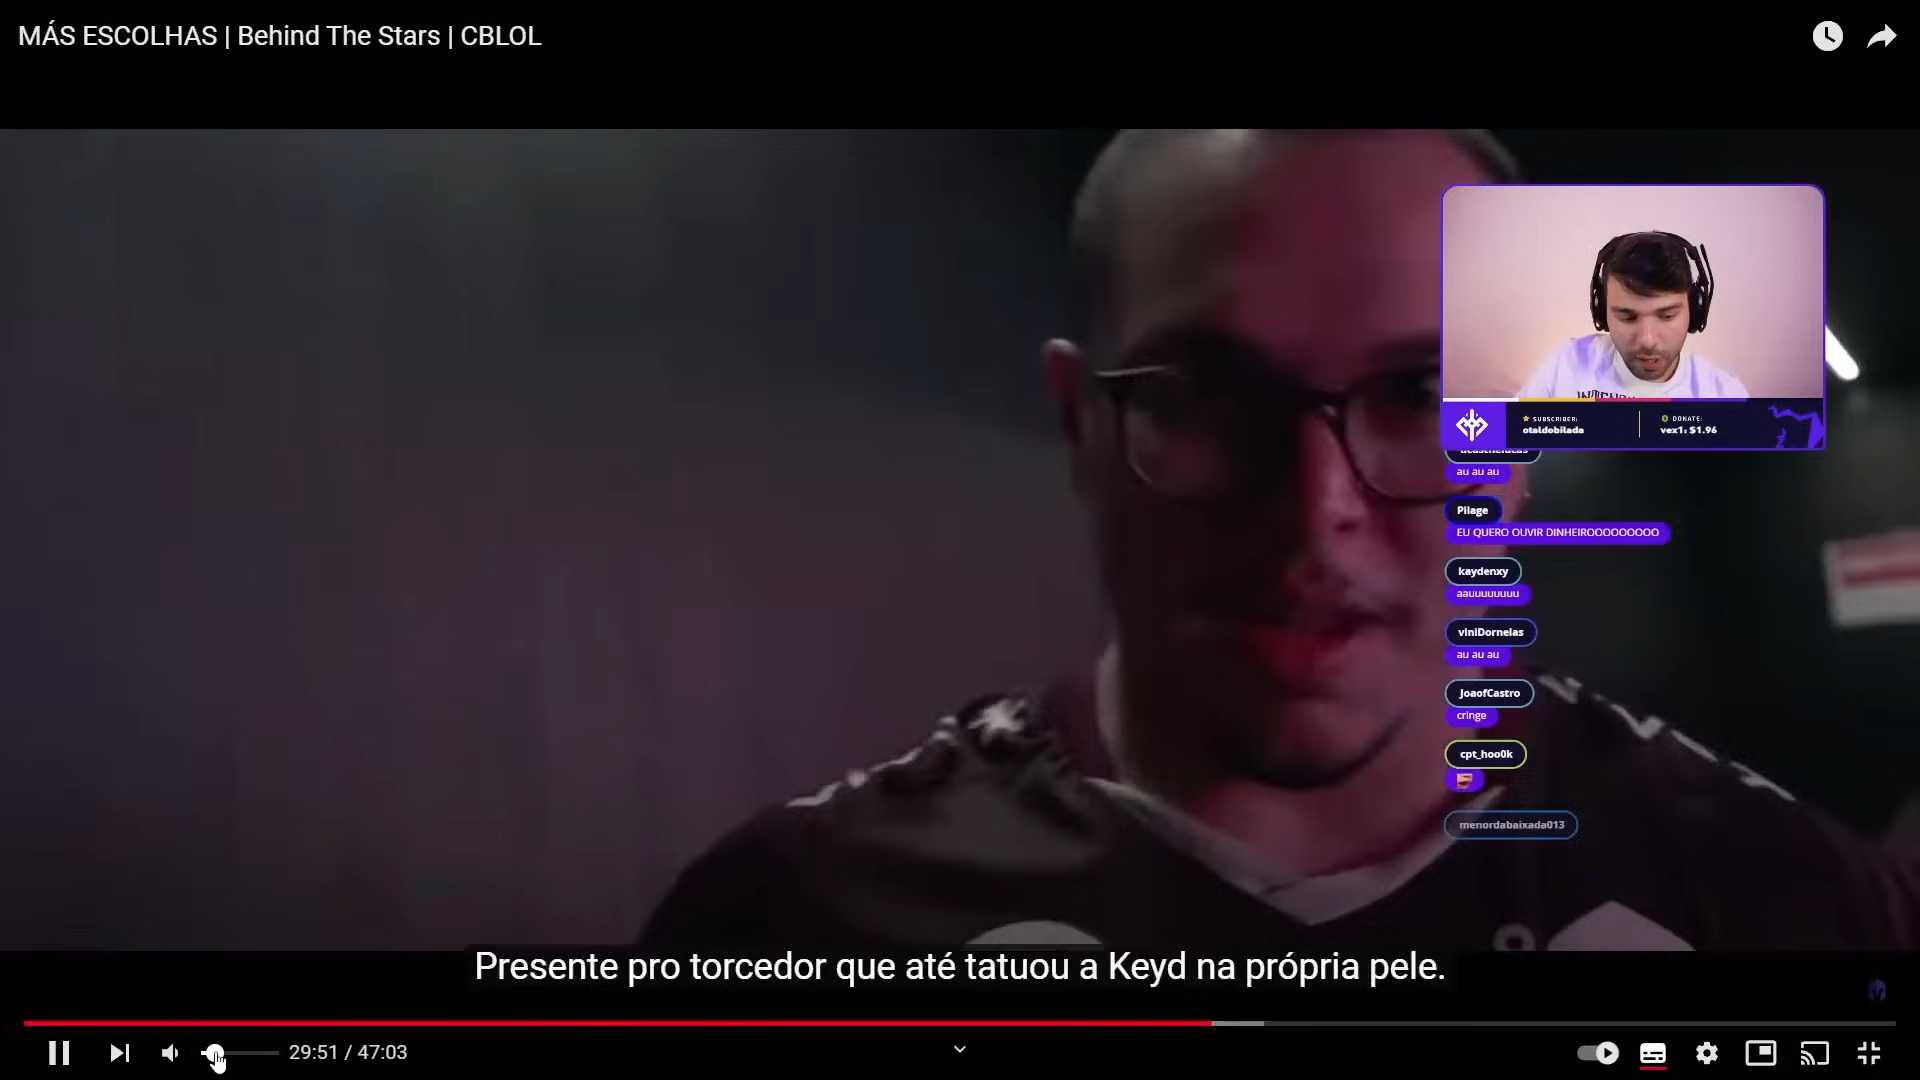 MÁS ESCOLHAS | Behind The Stars | CBLOL
SUBSCRIBER:
otaldobilada
DONATE:
vex1: $1.96
au au au
Pilage
EU QUERO OUVIR DINHEIROOOOOOOOO
kaydenxy
aauuuuuuuu
viniDornelas
au au au
JoaofCastro
cringe
cpt_hoo0k
menordabaixada013
Presente pro torcedor que até tatuou a Keyd na própria pele.
29:51 / 47:03